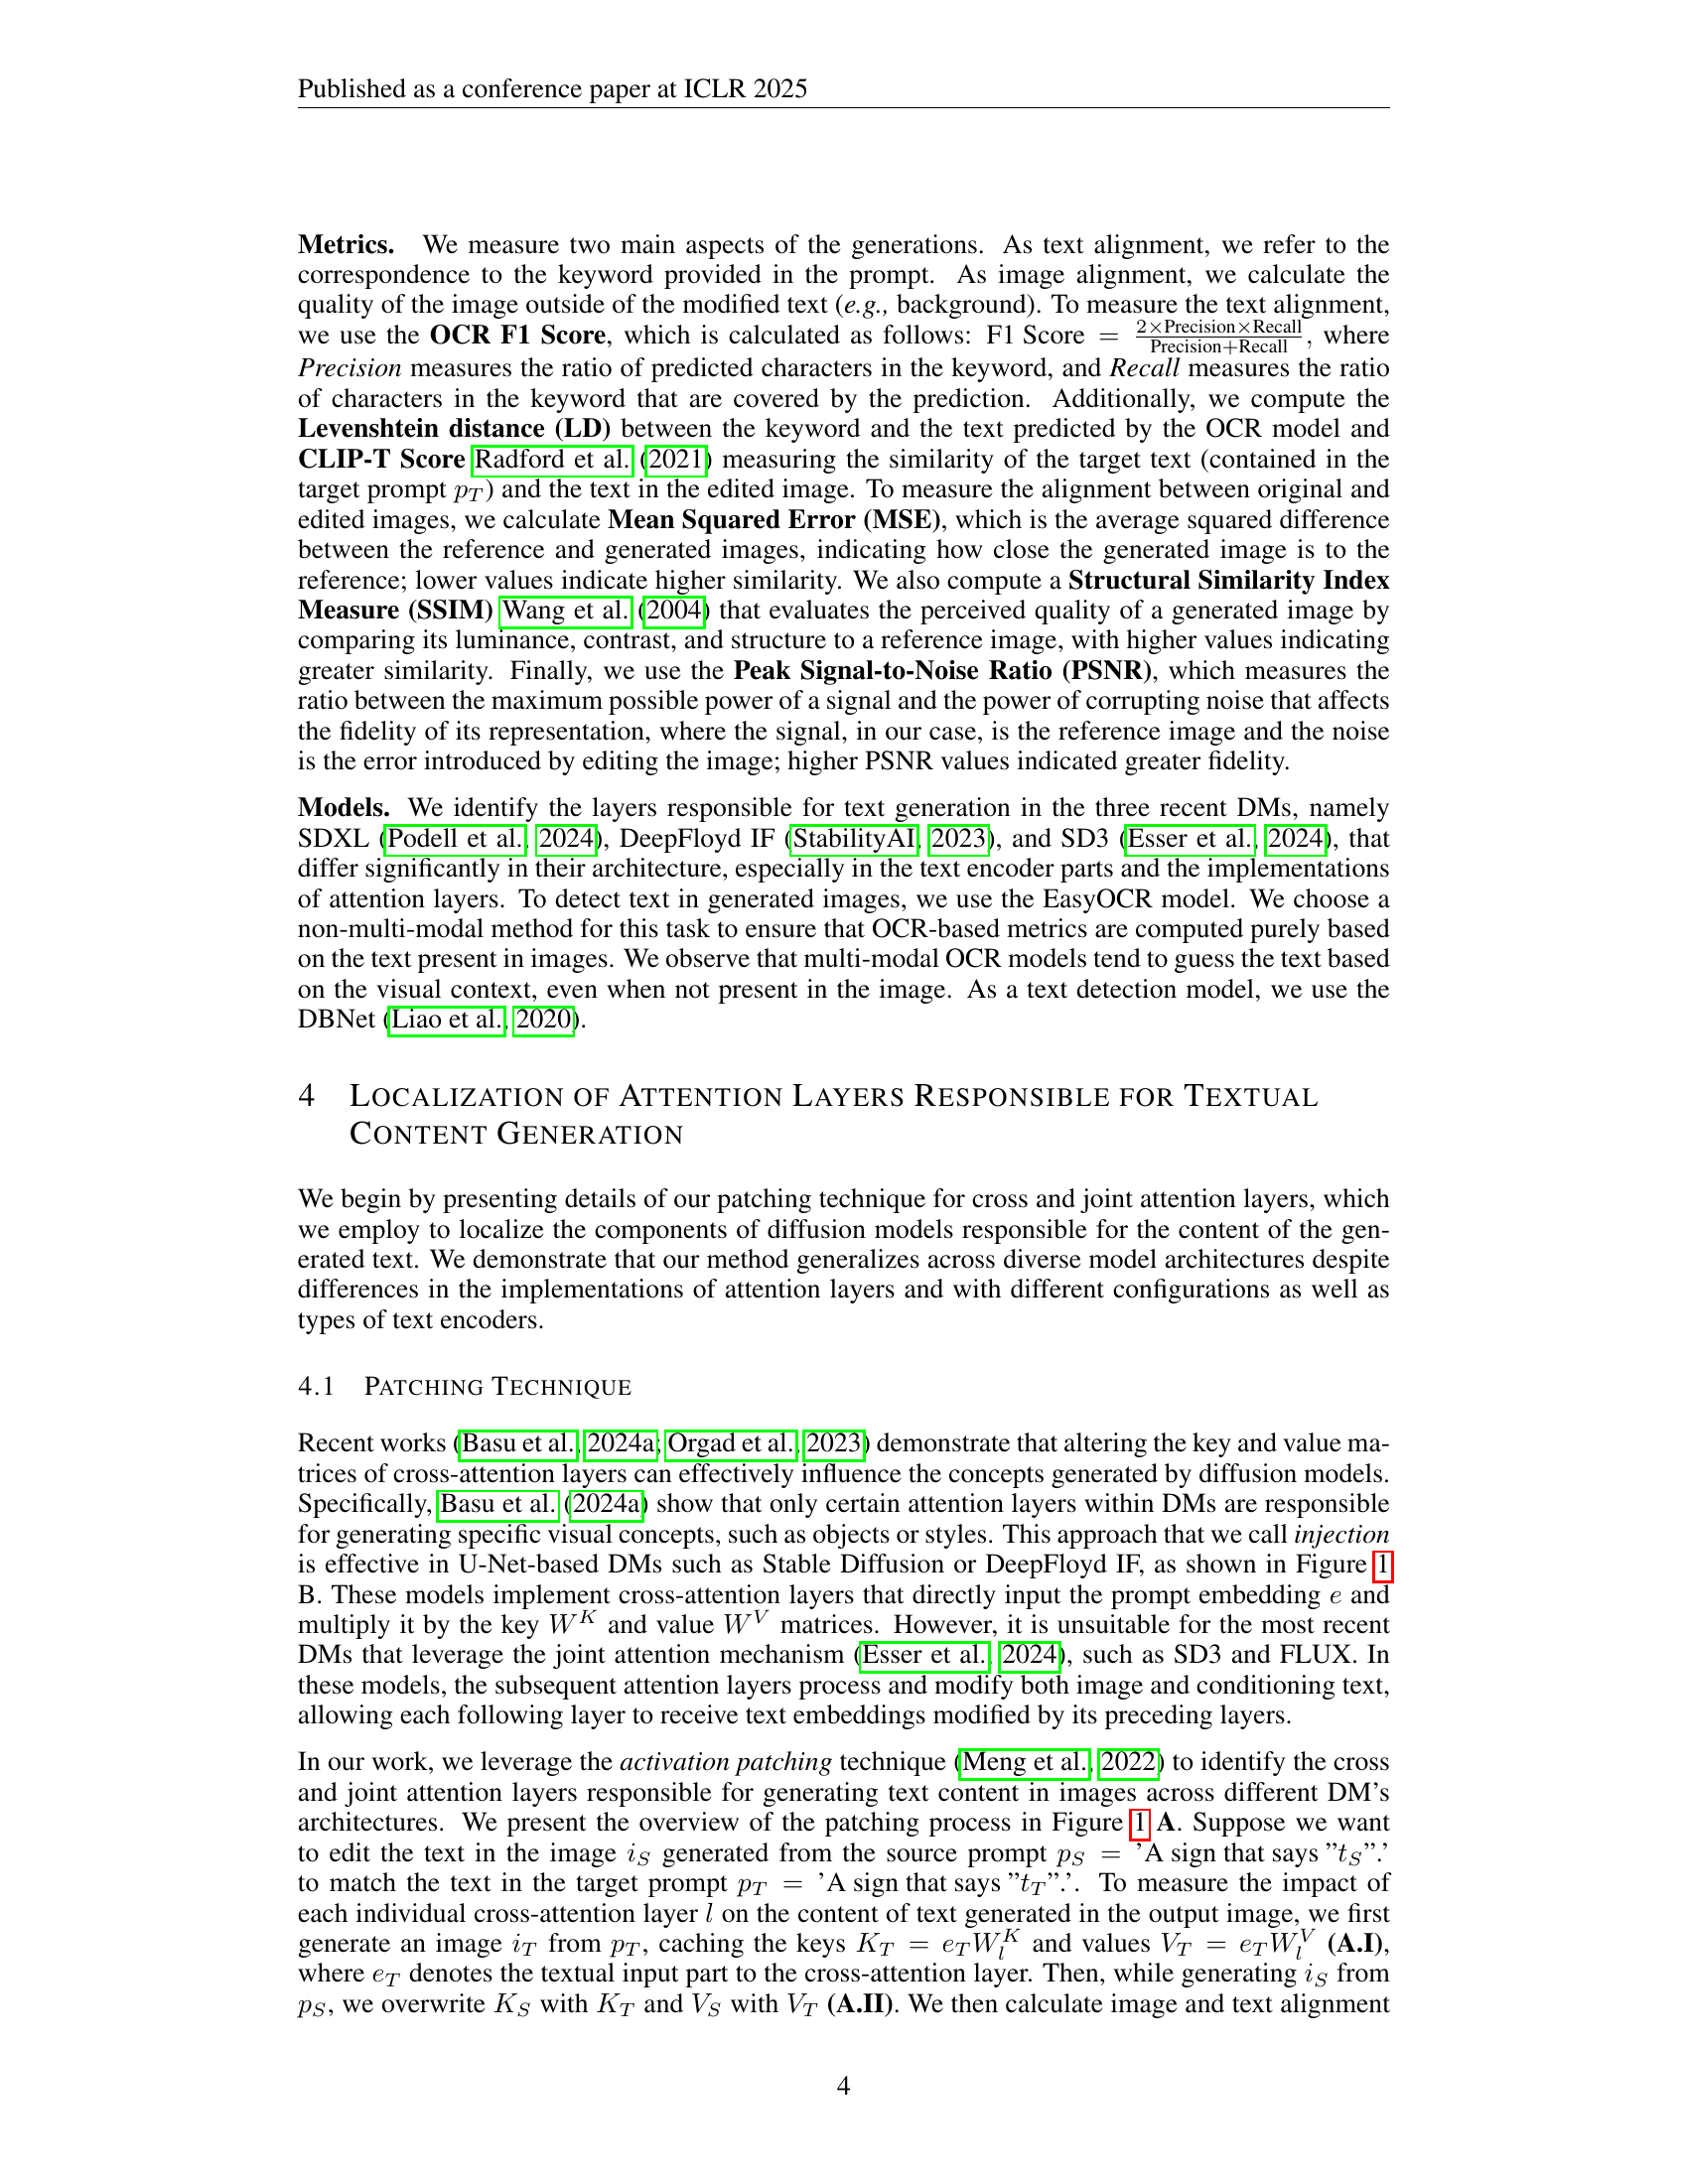 Published as a conference paper at ICLR 2025
Metrics. We measure two main aspects of the generations. As text alignment, we refer to the
correspondence to the keyword provided in the prompt. As image alignment, we calculate the
quality of the image outside of the modified text (e.g., background). To measure the text alignment,
we use the OCR F1 Score, which is calculated as follows: F1 Score = 2×Precision×Recall / Precision+Recall, where
Precision measures the ratio of predicted characters in the keyword, and Recall measures the ratio
of characters in the keyword that are covered by the prediction. Additionally, we compute the
Levenshtein distance (LD) between the keyword and the text predicted by the OCR model and
CLIP-T Score Radford et al. (2021) measuring the similarity of the target text (contained in the
target prompt p_T) and the text in the edited image. To measure the alignment between original and
edited images, we calculate Mean Squared Error (MSE), which is the average squared difference
between the reference and generated images, indicating how close the generated image is to the
reference; lower values indicate higher similarity. We also compute a Structural Similarity Index
Measure (SSIM) Wang et al. (2004) that evaluates the perceived quality of a generated image by
comparing its luminance, contrast, and structure to a reference image, with higher values indicating
greater similarity. Finally, we use the Peak Signal-to-Noise Ratio (PSNR), which measures the
ratio between the maximum possible power of a signal and the power of corrupting noise that affects
the fidelity of its representation, where the signal, in our case, is the reference image and the noise
is the error introduced by editing the image; higher PSNR values indicated greater fidelity.
Models. We identify the layers responsible for text generation in the three recent DMs, namely
SDXL (Podell et al., 2024), DeepFloyd IF (StabilityAI, 2023), and SD3 (Esser et al., 2024), that
differ significantly in their architecture, especially in the text encoder parts and the implementations
of attention layers. To detect text in generated images, we use the EasyOCR model. We choose a
non-multi-modal method for this task to ensure that OCR-based metrics are computed purely based
on the text present in images. We observe that multi-modal OCR models tend to guess the text based
on the visual context, even when not present in the image. As a text detection model, we use the
DBNet (Liao et al., 2020).
4 LOCALIZATION OF ATTENTION LAYERS RESPONSIBLE FOR TEXTUAL
CONTENT GENERATION
We begin by presenting details of our patching technique for cross and joint attention layers, which
we employ to localize the components of diffusion models responsible for the content of the gen-
erated text. We demonstrate that our method generalizes across diverse model architectures despite
differences in the implementations of attention layers and with different configurations as well as
types of text encoders.
4.1 PATCHING TECHNIQUE
Recent works (Basu et al., 2024a; Orgad et al., 2023) demonstrate that altering the key and value ma-
trices of cross-attention layers can effectively influence the concepts generated by diffusion models.
Specifically, Basu et al. (2024a) show that only certain attention layers within DMs are responsible
for generating specific visual concepts, such as objects or styles. This approach that we call injection
is effective in U-Net-based DMs such as Stable Diffusion or DeepFloyd IF, as shown in Figure 1
B. These models implement cross-attention layers that directly input the prompt embedding e and
multiply it by the key W^K and value W^V matrices. However, it is unsuitable for the most recent
DMs that leverage the joint attention mechanism (Esser et al., 2024), such as SD3 and FLUX. In
these models, the subsequent attention layers process and modify both image and conditioning text,
allowing each following layer to receive text embeddings modified by its preceding layers.
In our work, we leverage the activation patching technique (Meng et al., 2022) to identify the cross
and joint attention layers responsible for generating text content in images across different DM's
architectures. We present the overview of the patching process in Figure 1 A. Suppose we want
to edit the text in the image i_S generated from the source prompt p_S = ’A sign that says ”t_S”.’
to match the text in the target prompt p_T = ’A sign that says ”t_T”.’. To measure the impact of
each individual cross-attention layer l on the content of text generated in the output image, we first
generate an image i_T from p_T, caching the keys K_T = e_T W_l^K and values V_T = e_T W_l^V (A.I),
where e_T denotes the textual input part to the cross-attention layer. Then, while generating i_S from
p_S, we overwrite K_S with K_T and V_S with V_T (A.II). We then calculate image and text alignment
4